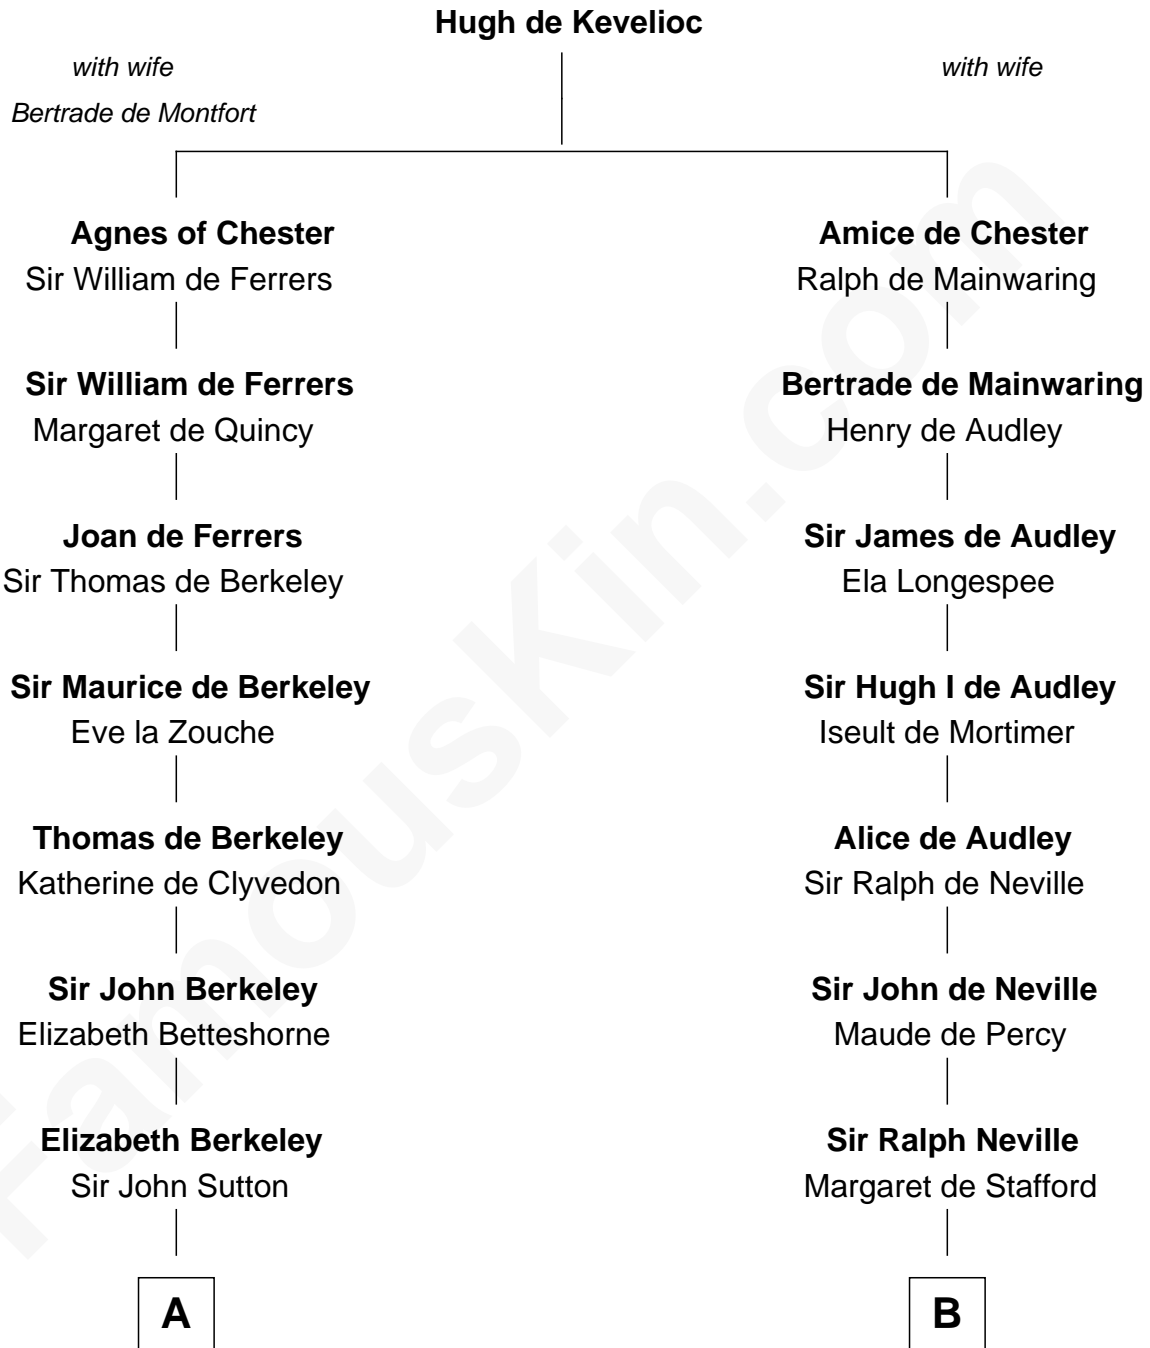 Hugh de Kevelioc
with wife
Bertrade de Montfort
with wife
Agnes of Chester
Sir William de Ferrers
Amice de Chester
Ralph de Mainwaring
Sir William de Ferrers
Margaret de Quincy
Bertrade de Mainwaring
Henry de Audley
Joan de Ferrers
Sir Thomas de Berkeley
Sir James de Audley
Ela Longespee
Sir Maurice de Berkeley
Eve la Zouche
Sir Hugh I de Audley
Iseult de Mortimer
Thomas de Berkeley
Katherine de Clyvedon
Alice de Audley
Sir Ralph de Neville
Sir John Berkeley
Elizabeth Betteshorne
Sir John de Neville
Maude de Percy
Elizabeth Berkeley
Sir John Sutton
Sir Ralph Neville
Margaret de Stafford
A
B
FamousKin.com